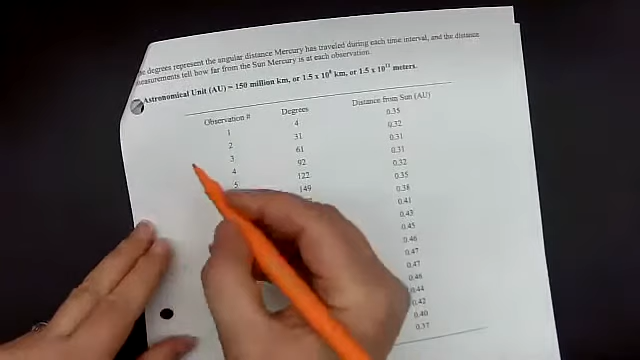 he degrees represent the angular distance Mercury has traveled during each time interval, and the distance
measurements tell how far from the Sun Mercury is at each observation.
Astronomical Unit (AU) = 150 million km, or 1.5 x 10⁸ km, or 1.5 x 10¹¹ meters.
Observation # Degrees Distance from Sun (AU)
1 4 0.35
2 31 0.32
3 61 0.31
4 92 0.31
5 122 0.32
149 0.35
0.38
0.41
0.43
0.45
0.46
0.47
0.47
0.46
0.44
0.42
0.40
0.37